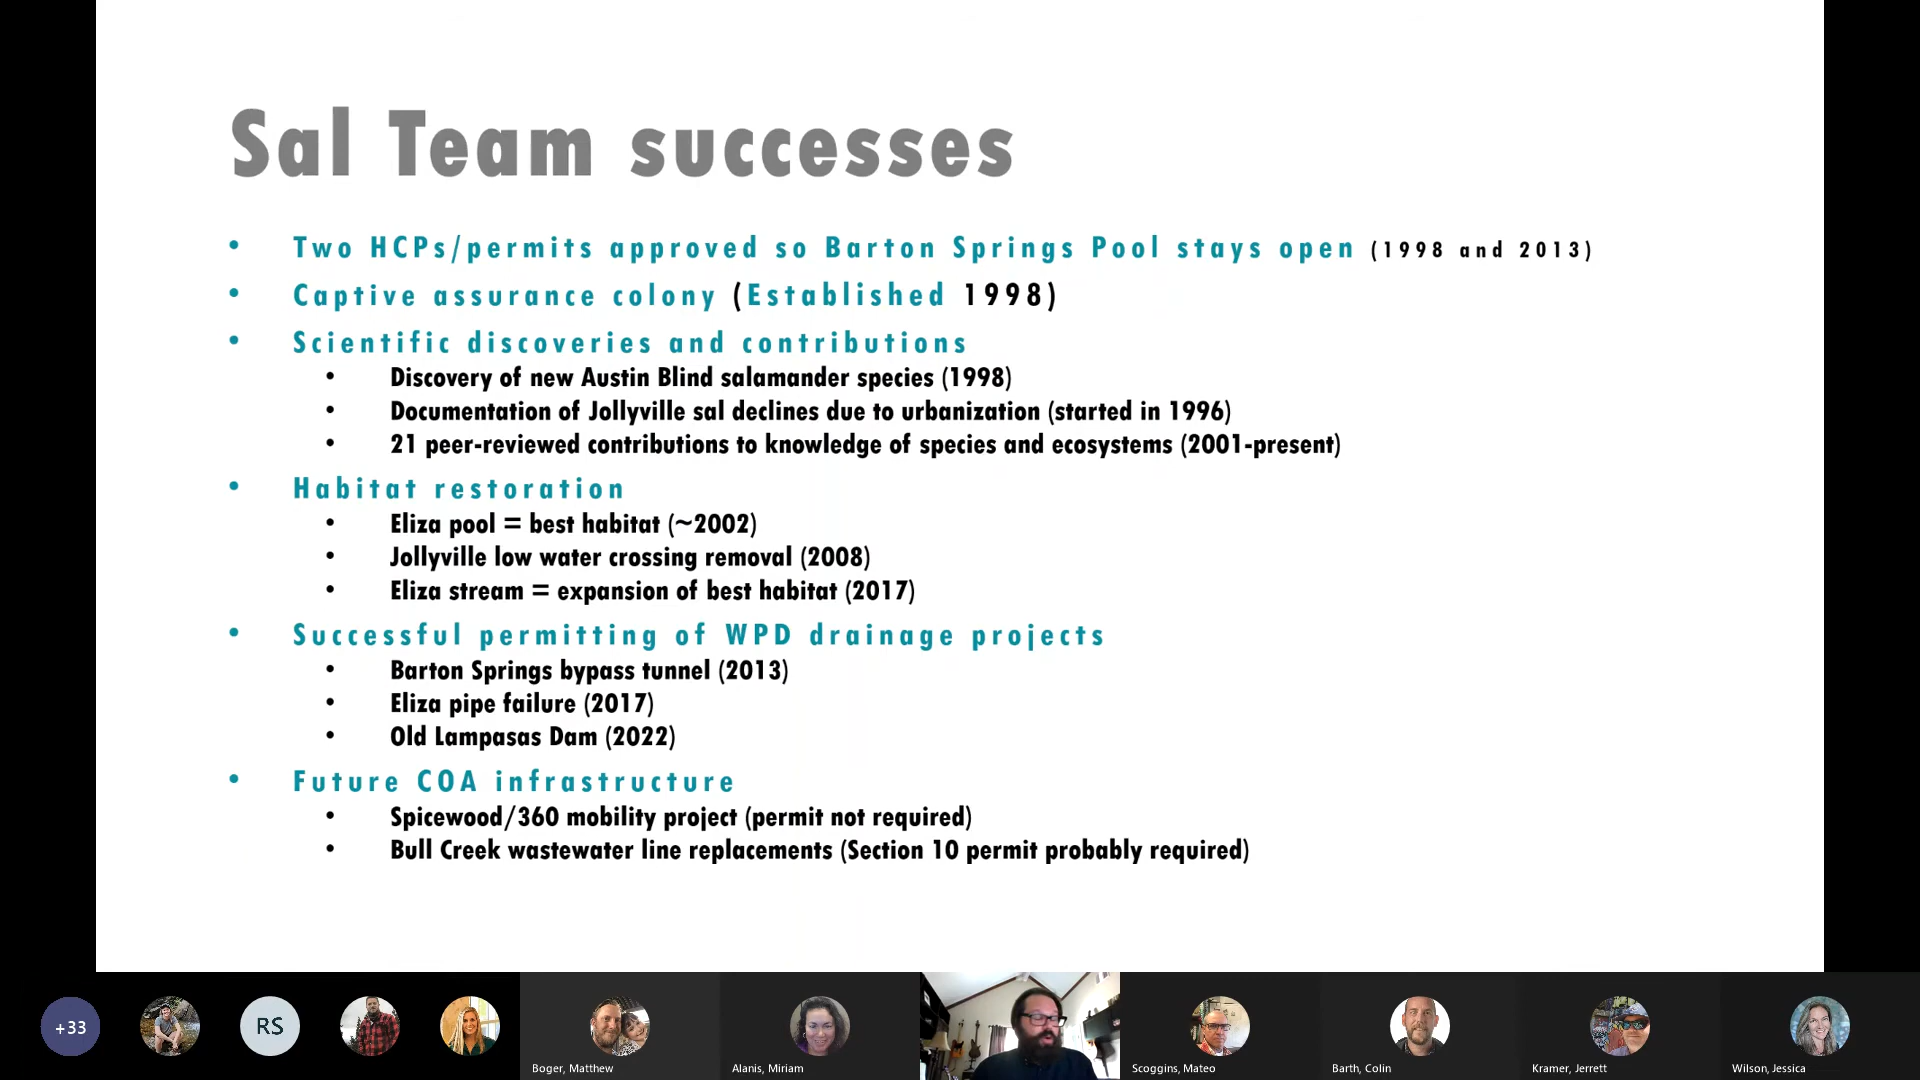 Sal Team successes
• Two HCPs/permits approved so Barton Springs Pool stays open (1998 and 2013)
• Captive assurance colony (Established 1998)
• Scientific discoveries and contributions
• Discovery of new Austin Blind salamander species (1998)
• Documentation of Jollyville sal declines due to urbanization (started in 1996)
• 21 peer-reviewed contributions to knowledge of species and ecosystems (2001-present)
• Habitat restoration
• Eliza pool = best habitat (~2002)
• Jollyville low water crossing removal (2008)
• Eliza stream = expansion of best habitat (2017)
• Successful permitting of WPD drainage projects
• Barton Springs bypass tunnel (2013)
• Eliza pipe failure (2017)
• Old Lampasas Dam (2022)
• Future COA infrastructure
• Spicewood/360 mobility project (permit not required)
• Bull Creek wastewater line replacements (Section 10 permit probably required)
+33
RS
Boger, Matthew
Alanis, Miriam
Scoggins, Mateo
Barth, Colin
Kramer, Jerrett
Wilson, Jessica